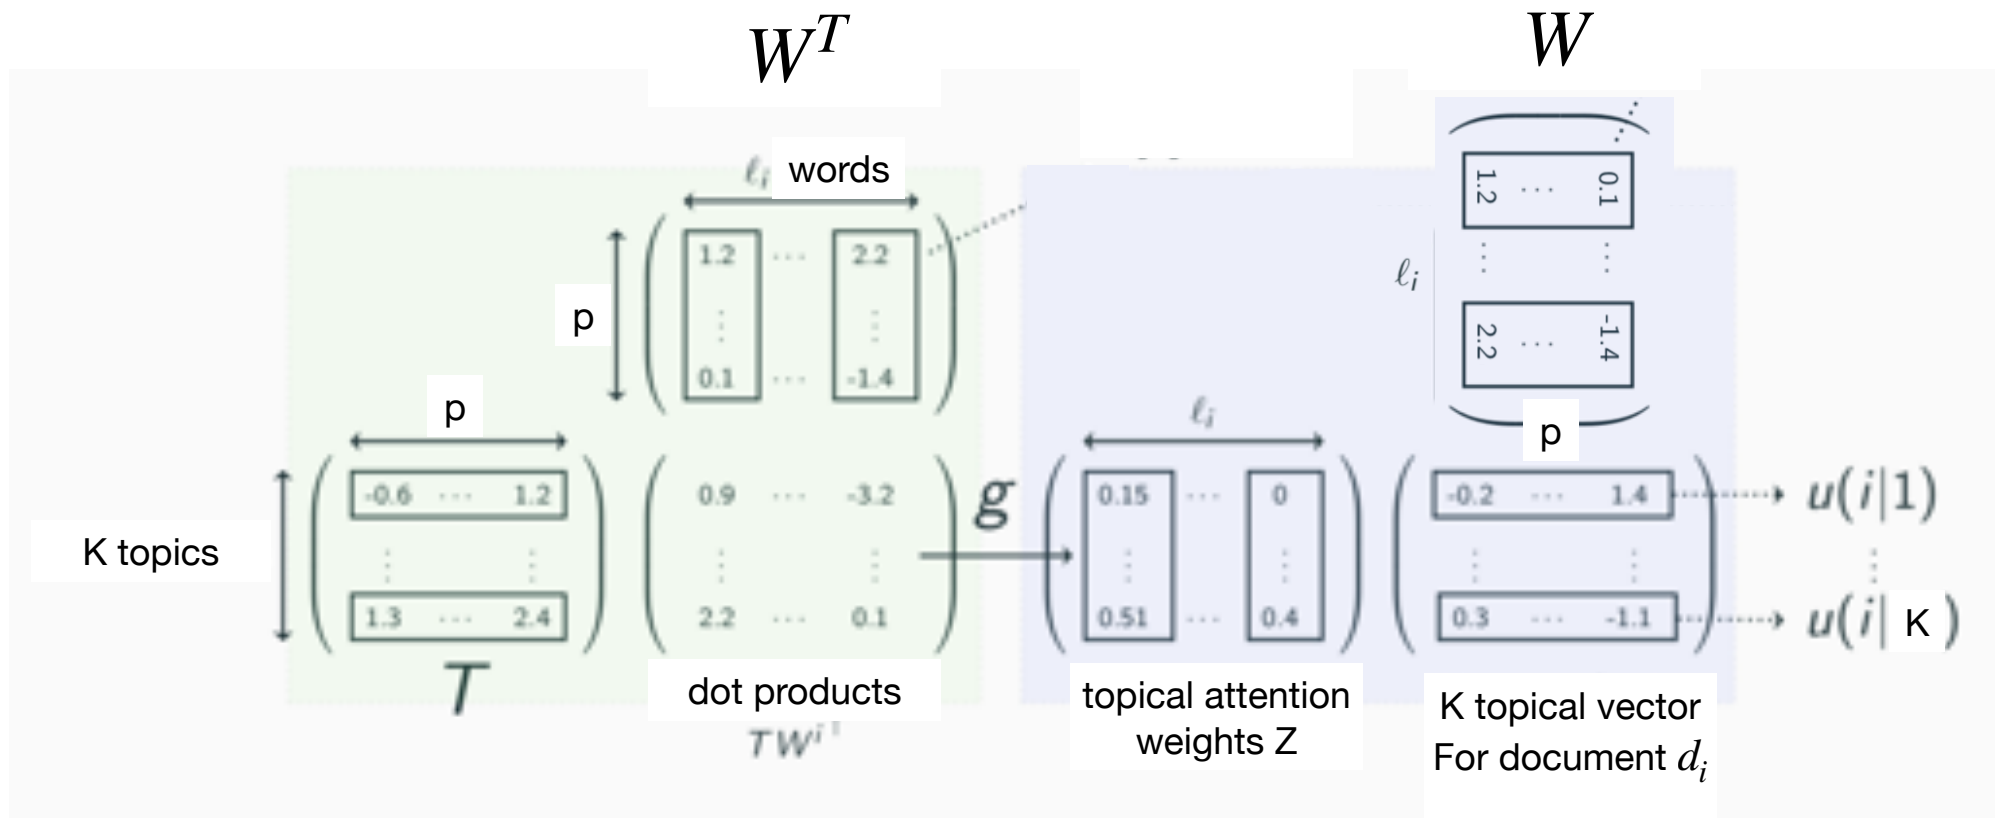 W^T
W
ℓi words
1.2 ··· 0.1
1.2 ··· 2.2
p
ℓi
0.1 ··· -1.4
2.2 ··· -1.4
p
ℓi
p
K topics
-0.6 ··· 1.2
0.9 ··· -3.2
g
0.15 ··· 0
-0.2 ··· 1.4
u(i|1)
1.3 ··· 2.4
2.2 ··· 0.1
0.51 ··· 0.4
0.3 ··· -1.1
u(i| K )
T
dot products
TW^i
topical attention
weights Z
K topical vector
For document d_i